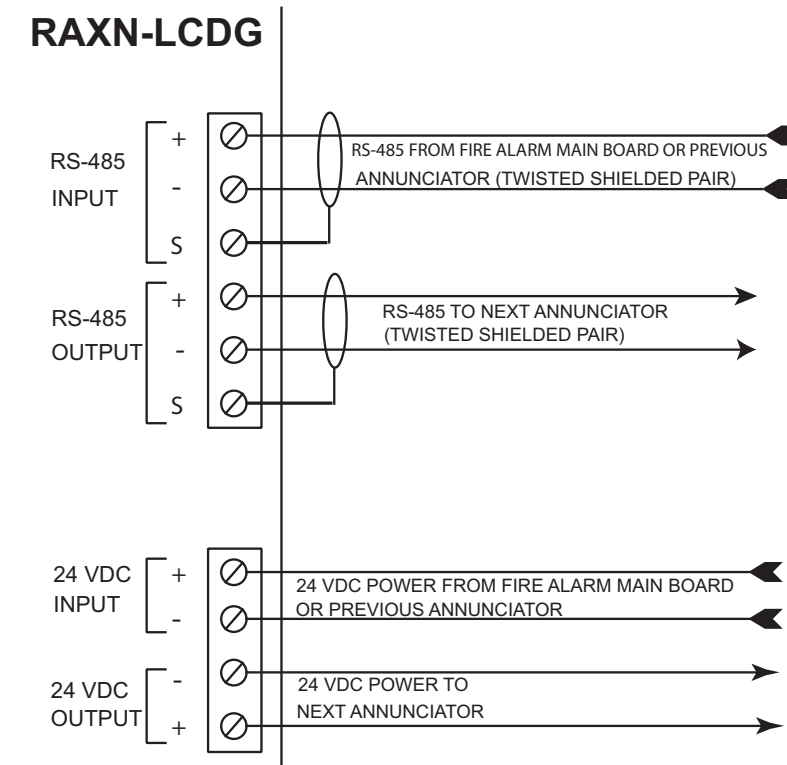 RAXN-LCDG
RS-485
INPUT
+
-
S
RS-485 FROM FIRE ALARM MAIN BOARD OR PREVIOUS
ANNUNCIATOR (TWISTED SHIELDED PAIR)
RS-485
OUTPUT
+
-
S
RS-485 TO NEXT ANNUNCIATOR
(TWISTED SHIELDED PAIR)
24 VDC
INPUT
+
-
24 VDC POWER FROM FIRE ALARM MAIN BOARD
OR PREVIOUS ANNUNCIATOR
24 VDC
OUTPUT
-
+
24 VDC POWER TO
NEXT ANNUNCIATOR